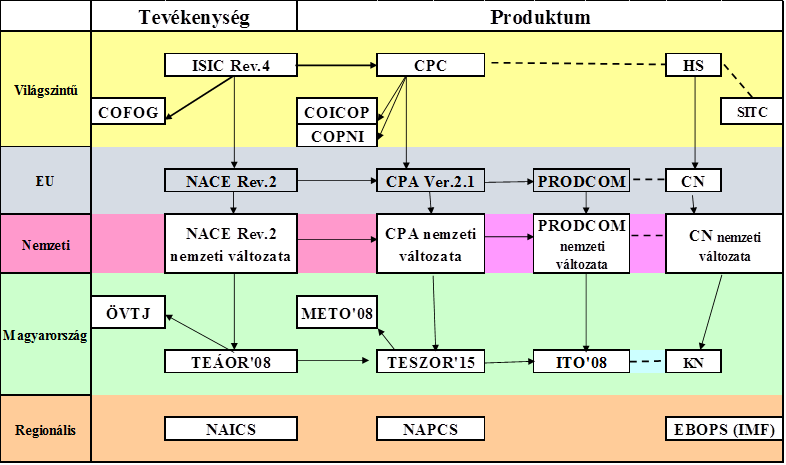 Tevékenység
Produktum
Világszintű
ISIC Rev.4
CPC
HS
COFOG
COICOP
SITC
COPNI
EU
NACE Rev.2
CPA Ver.2.1
PRODCOM
CN
Nemzeti
NACE Rev.2
nemzeti változata
CPA nemzeti
változata
PRODCOM
nemzeti
változata
CN nemzeti
változata
Magyarország
ÖVTJ
METO'08
TEÁOR'08
TESZOR'15
ITO'08
KN
Regionális
NAICS
NAPCS
EBOPS (IMF)